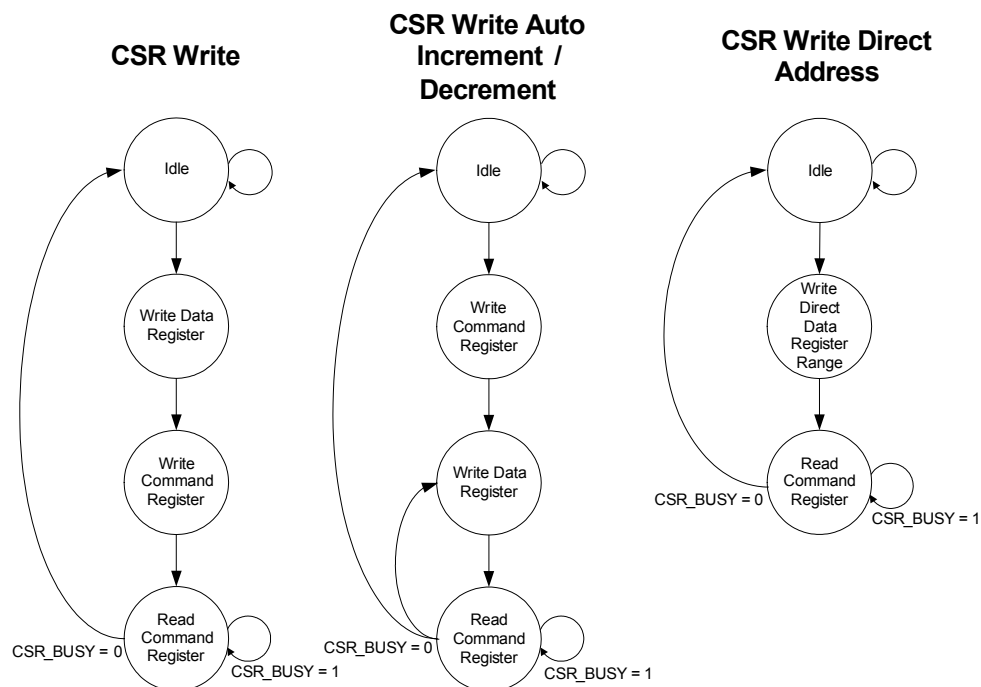 CSR Write
Idle
Write Data
Register
Write
Command
Register
Read
Command
Register
CSR_BUSY = 0
CSR_BUSY = 1
CSR Write Auto
Increment /
Decrement
Idle
Write
Command
Register
Write Data
Register
Read
Command
Register
CSR_BUSY = 0
CSR_BUSY = 1
CSR Write Direct
Address
Idle
Write
Direct
Data
Register
Range
Read
Command
Register
CSR_BUSY = 0
CSR_BUSY = 1